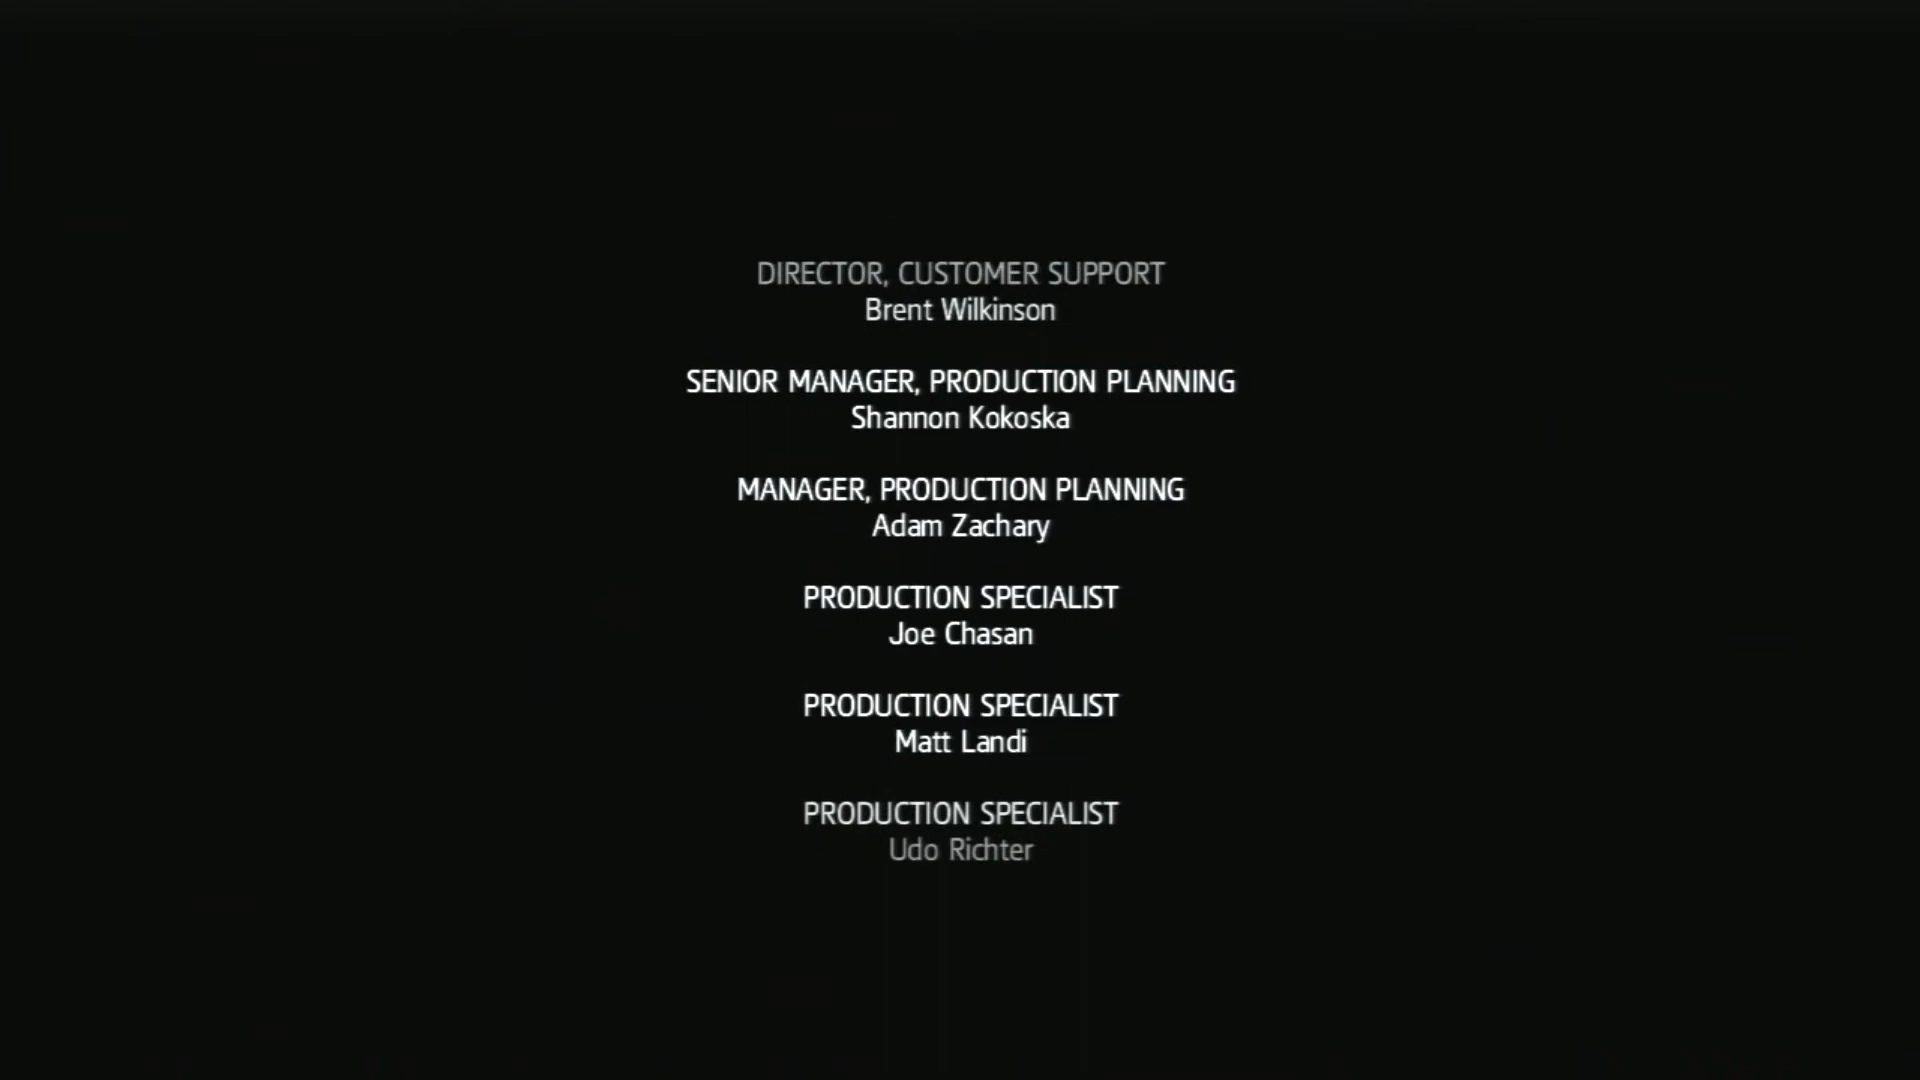 DIRECTOR, CUSTOMER SUPPORT
Brent Wilkinson
SENIOR MANAGER, PRODUCTION PLANNING
Shannon Kokoska
MANAGER, PRODUCTION PLANNING
Adam Zachary
PRODUCTION SPECIALIST
Joe Chasan
PRODUCTION SPECIALIST
Matt Landi
PRODUCTION SPECIALIST
Udo Richter